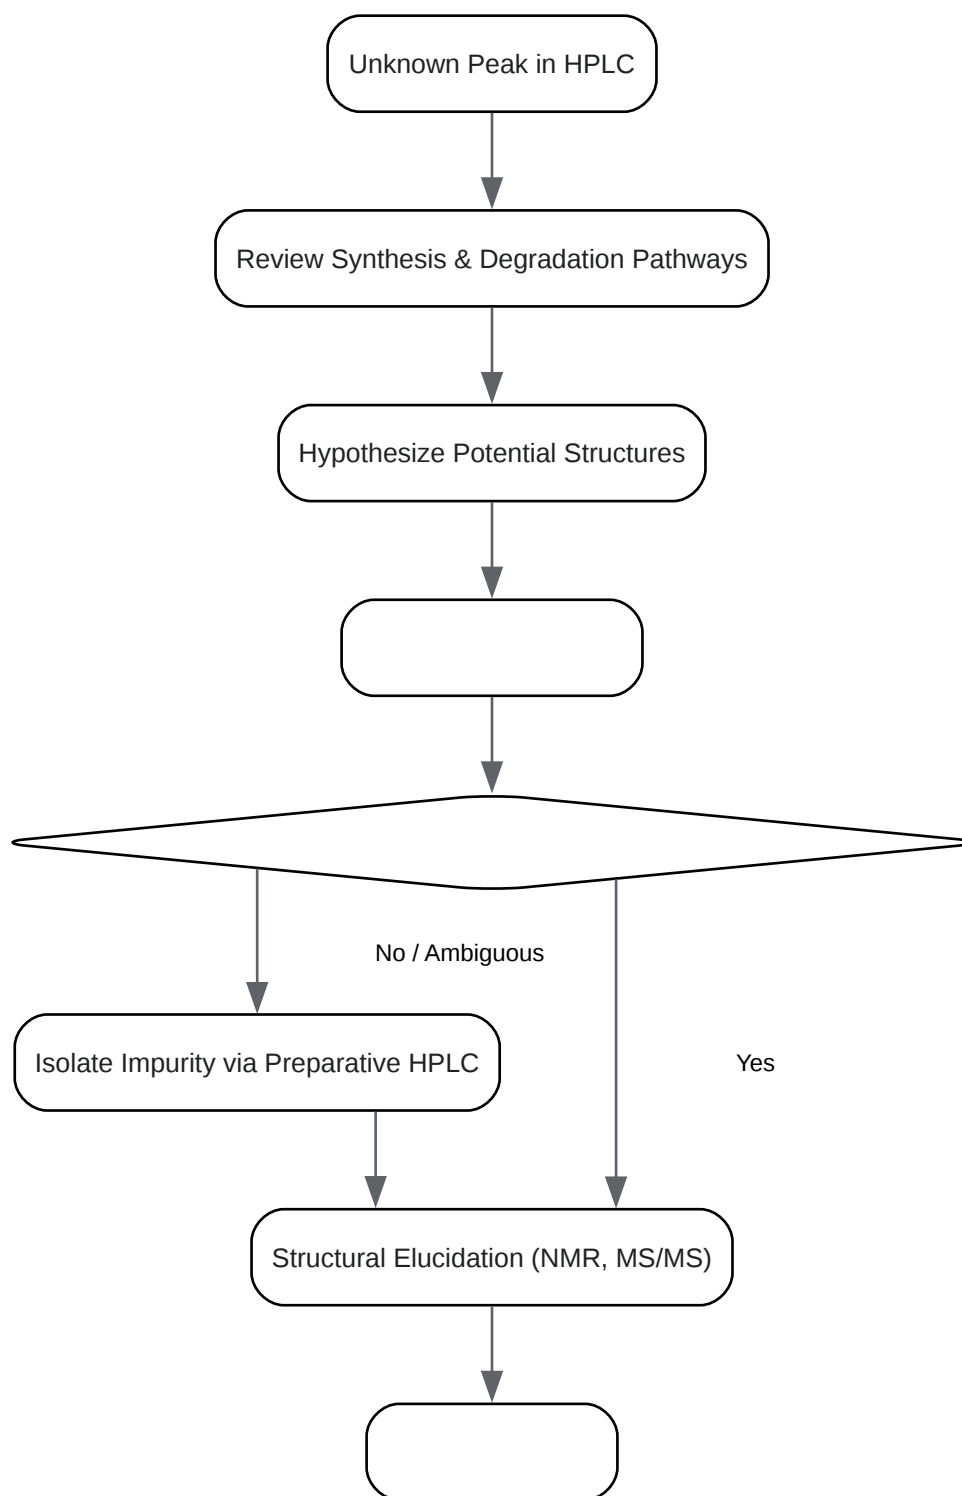 Unknown Peak in HPLC
Review Synthesis & Degradation Pathways
Hypothesize Potential Structures
No / Ambiguous
Isolate Impurity via Preparative HPLC
Yes
Structural Elucidation (NMR, MS/MS)